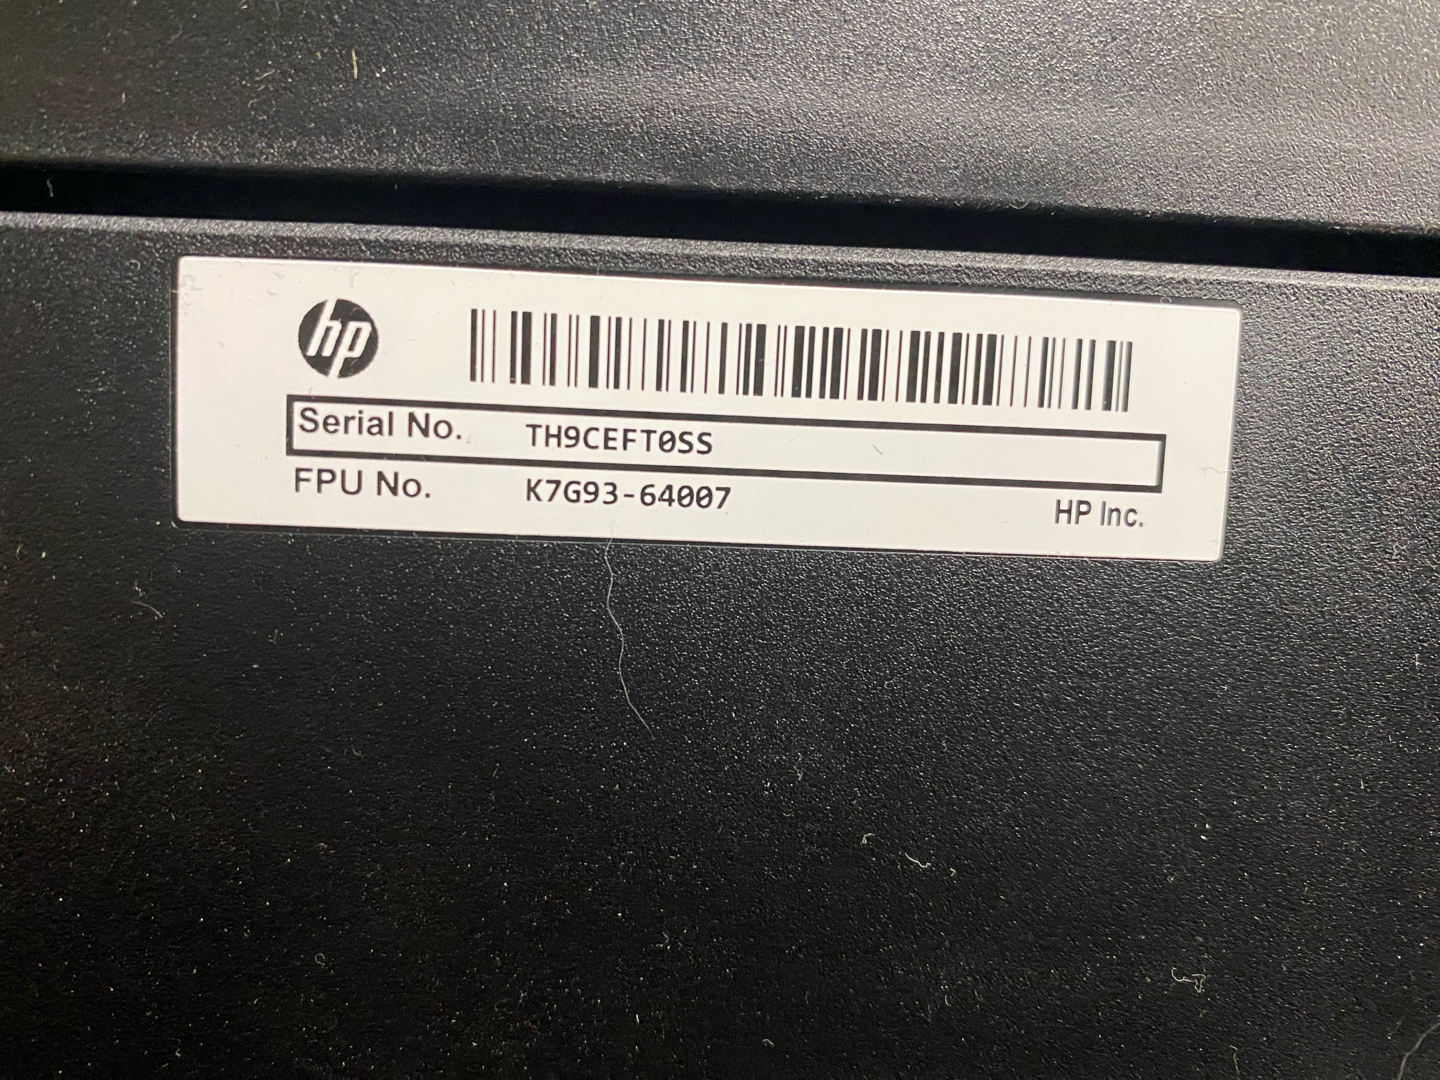 hp
Serial No. TH9CEFT0SS
FPU No. K7G93-64007
HP Inc.